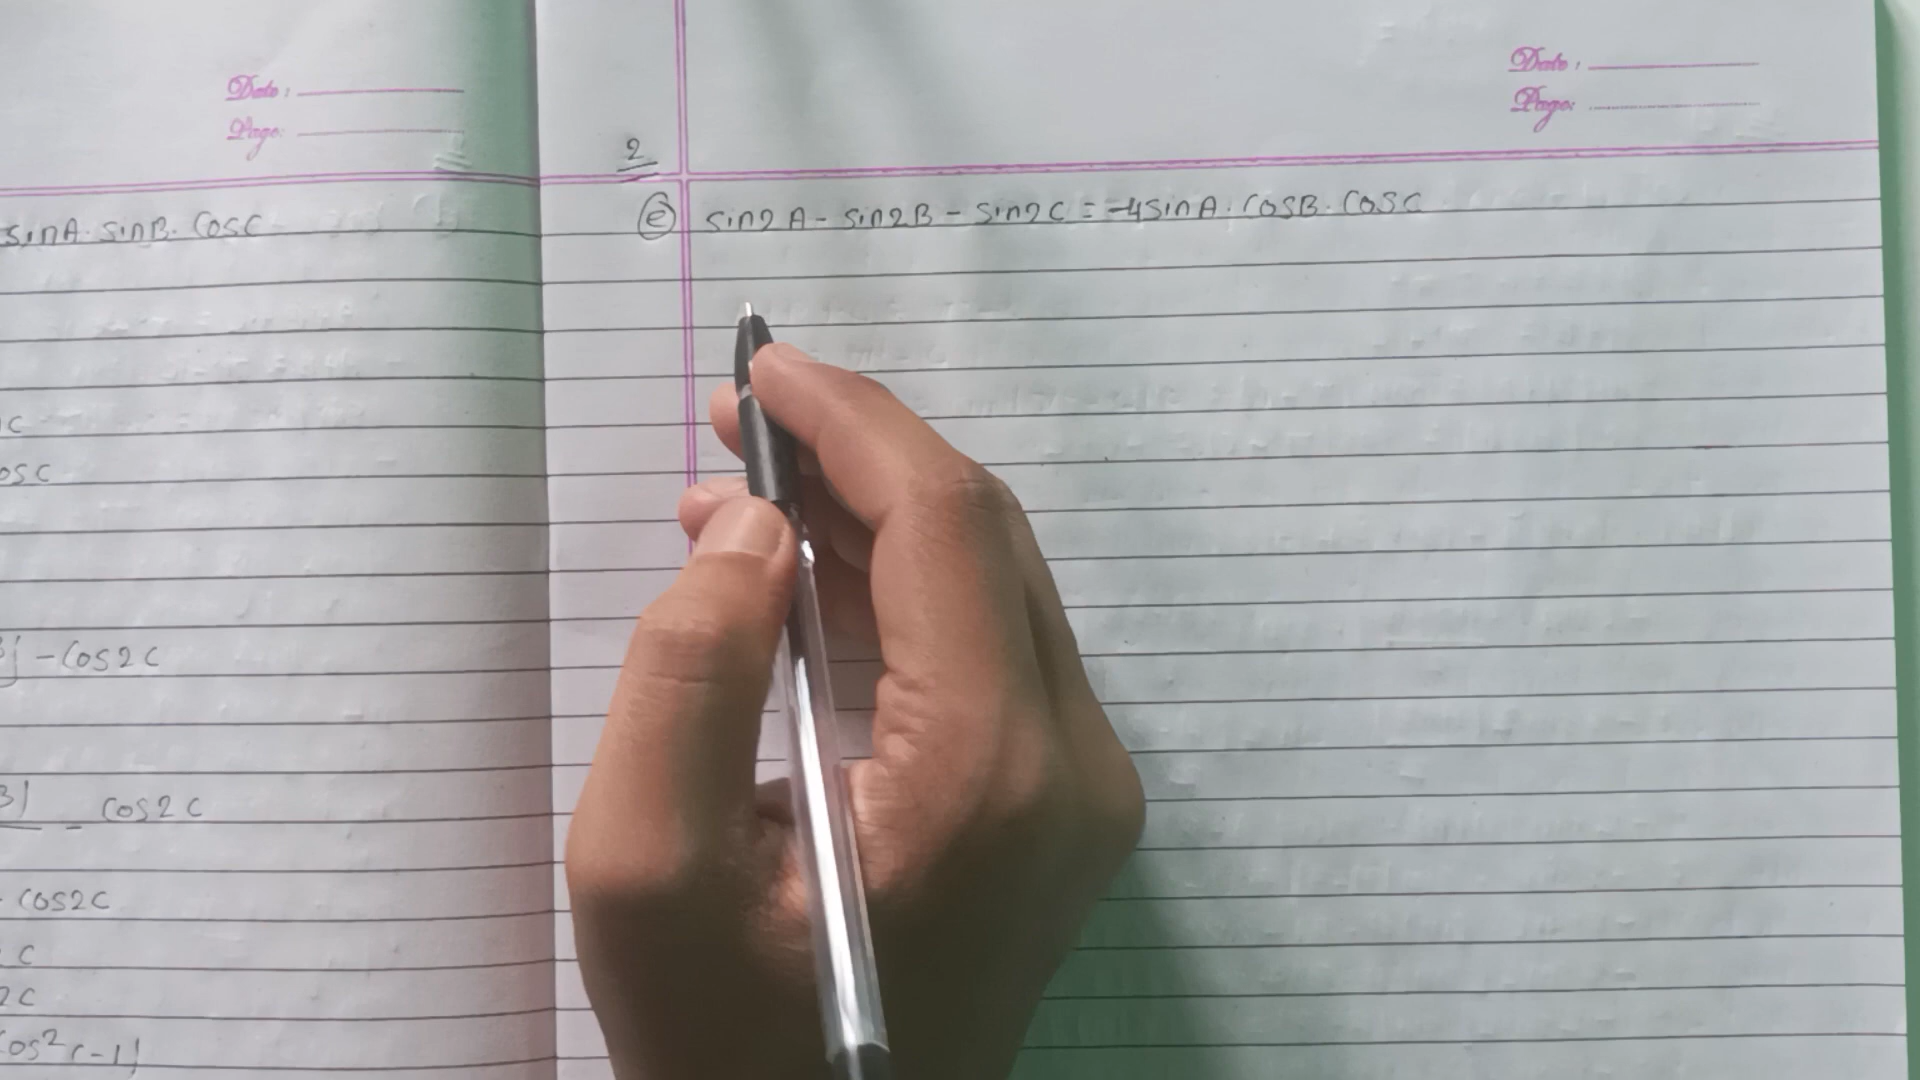 Date:
Page:
sinA. sinB. Cosc
c
osc
- Cos2c
- Cos2c
- cos2c
c
2c
cos²c-1)
Date:
Page:
2
(e) sin2A - sin2B - sin2C = -4sinA. CosB. Cosc